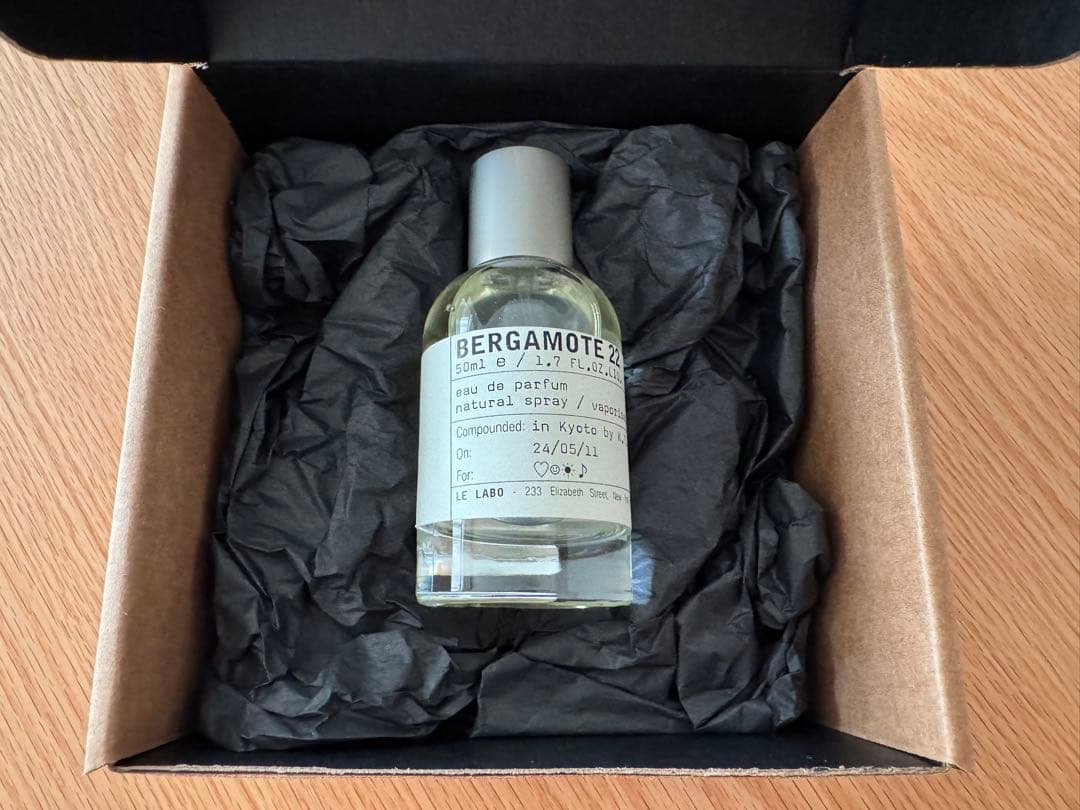 BERGAMOTE 22
50ml e / 1.7 FL.OZ.LIQ.
eau de parfum
natural spray /
Compounded: in Kyoto by K.
On: 24/05/11
For: ♡☺☀♪
LE LABO - 233 Elizabeth Street, New